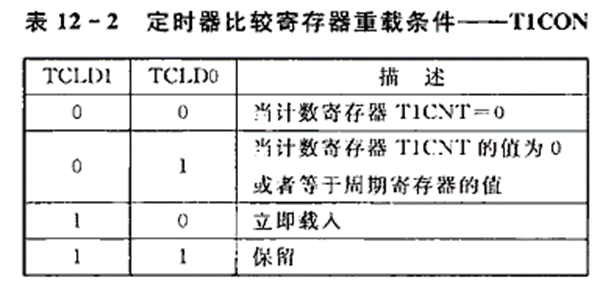 表 12-2 定时器比较寄存器重载条件——T1CON
TCLD1 TCLD0 描 述
0 0 当计数寄存器 T1CNT=0
0 1 当计数寄存器 T1CNT 的值为 0
或者等于周期寄存器的值
1 0 立即载入
1 1 保留